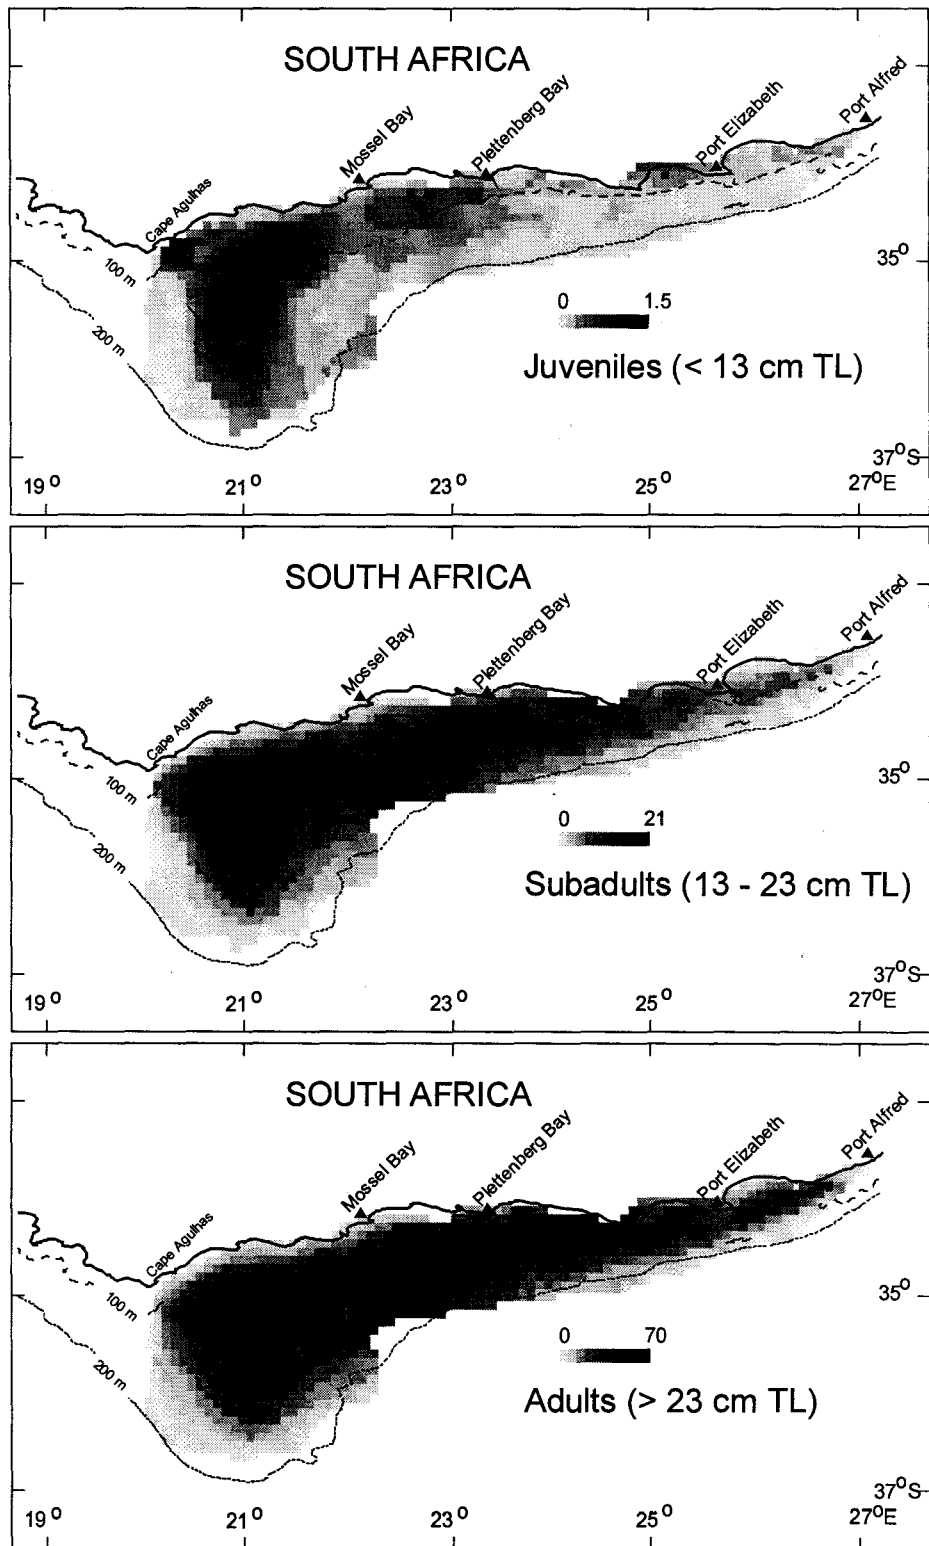 SOUTH AFRICA
Port Alfred
Port Elizabeth
Plettenberg Bay
Mossel Bay
Cape Agulhas
100 m
200 m
35°
0 1.5
Juveniles (< 13 cm TL)
37°S
19° 21° 23° 25° 27°E
SOUTH AFRICA
Port Alfred
Port Elizabeth
Plettenberg Bay
Mossel Bay
Cape Agulhas
100 m
200 m
35°
0 21
Subadults (13 - 23 cm TL)
37°S
19° 21° 23° 25° 27°E
SOUTH AFRICA
Port Alfred
Port Elizabeth
Plettenberg Bay
Mossel Bay
Cape Agulhas
100 m
200 m
35°
0 70
Adults (> 23 cm TL)
37°S
19° 21° 23° 25° 27°E